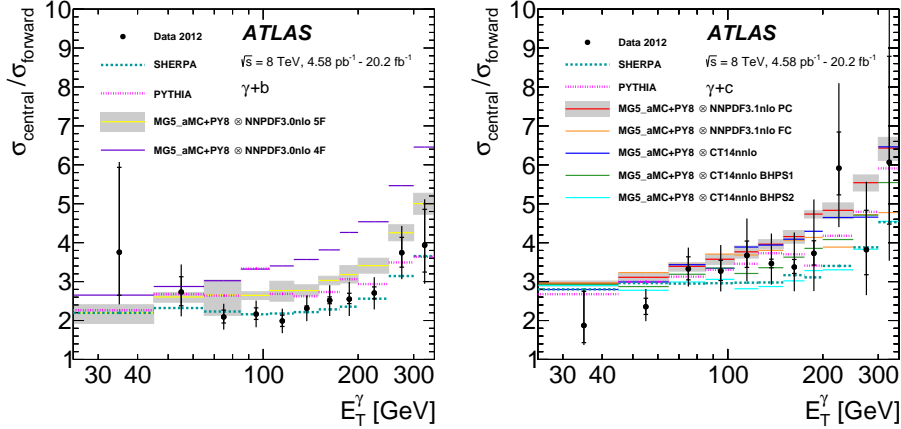 σcentral/σforward
10
9
8
7
6
5
4
3
2
1
30 40 100 200 300
E_T^γ [GeV]
Data 2012
ATLAS
SHERPA
√s = 8 TeV, 4.58 pb⁻¹ - 20.2 fb⁻¹
PYTHIA
γ+b
MG5_aMC+PY8 ⊗ NNPDF3.0nlo 5F
MG5_aMC+PY8 ⊗ NNPDF3.0nlo 4F
σcentral/σforward
10
9
8
7
6
5
4
3
2
1
30 40 100 200 300
E_T^γ [GeV]
Data 2012
ATLAS
SHERPA
√s = 8 TeV, 4.58 pb⁻¹ - 20.2 fb⁻¹
PYTHIA
γ+c
MG5_aMC+PY8 ⊗ NNPDF3.1nlo PC
MG5_aMC+PY8 ⊗ NNPDF3.1nlo FC
MG5_aMC+PY8 ⊗ CT14nnlo
MG5_aMC+PY8 ⊗ CT14nnlo BHPS1
MG5_aMC+PY8 ⊗ CT14nnlo BHPS2